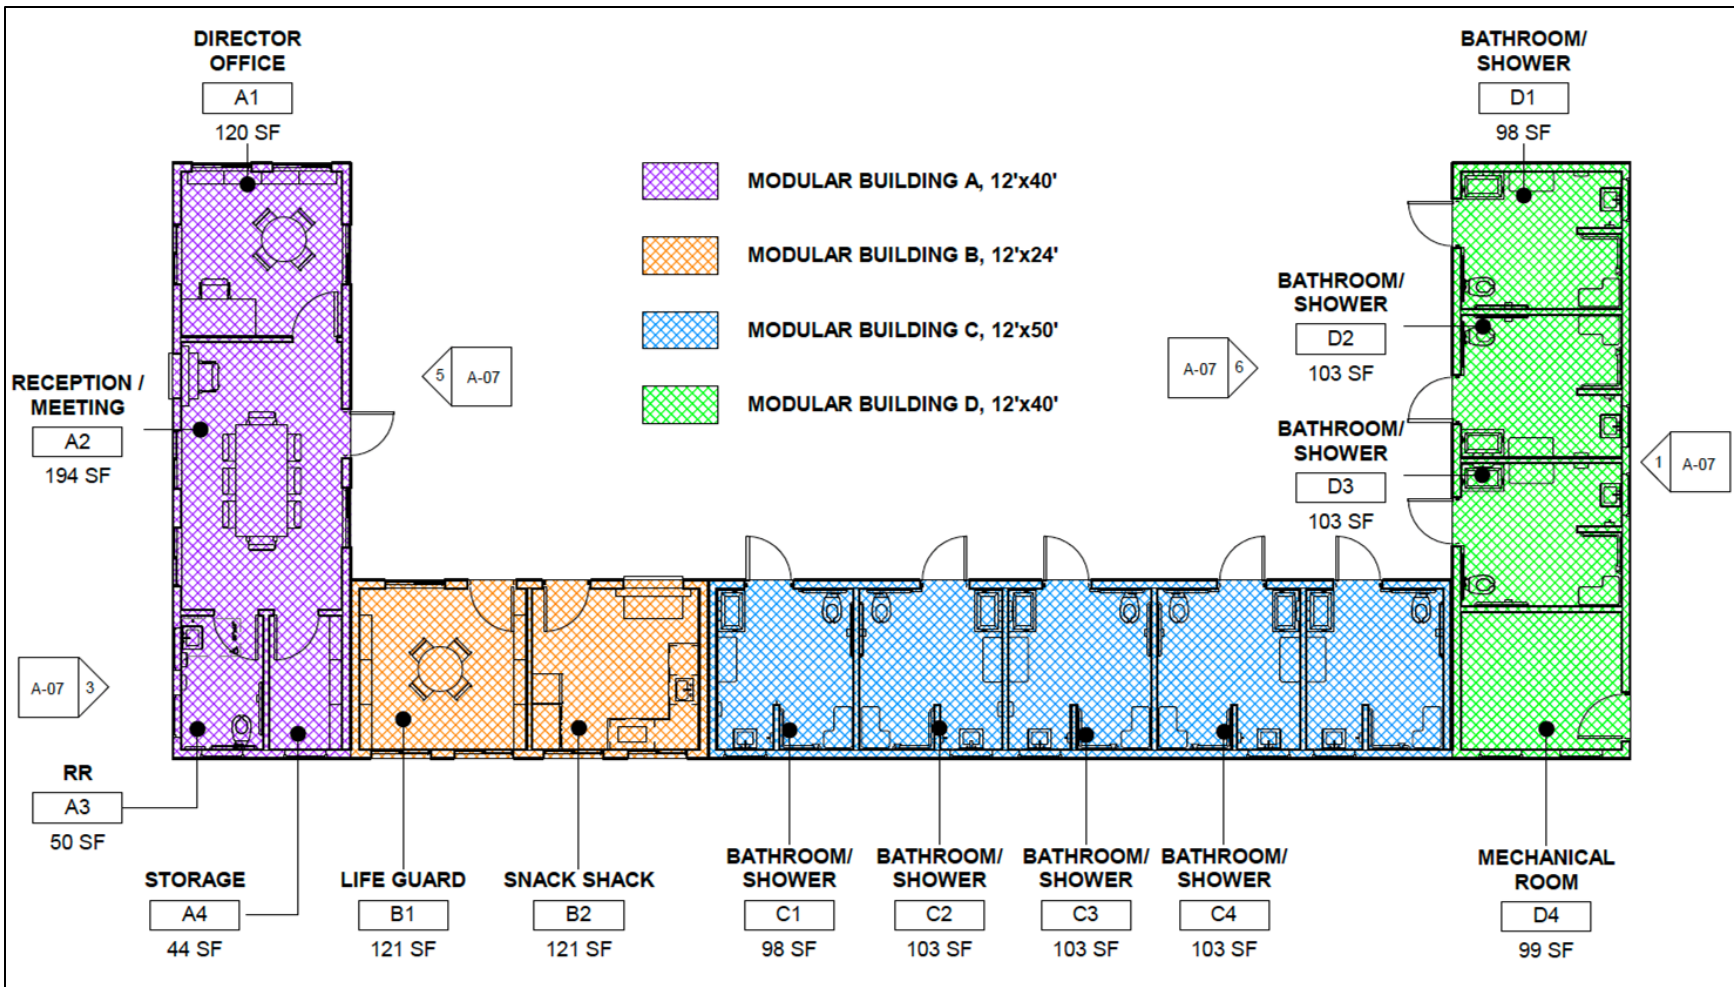 DIRECTOR
OFFICE
A1
120 SF
BATHROOM/
SHOWER
D1
98 SF
MODULAR BUILDING A, 12'x40'
MODULAR BUILDING B, 12'x24'
MODULAR BUILDING C, 12'x50'
MODULAR BUILDING D, 12'x40'
BATHROOM/
SHOWER
D2
103 SF
5 A-07
A-07 6
RECEPTION /
MEETING
A2
194 SF
BATHROOM/
SHOWER
D3
103 SF
1 A-07
A-07 3
RR
A3
50 SF
STORAGE
A4
44 SF
LIFE GUARD
B1
121 SF
SNACK SHACK
B2
121 SF
BATHROOM/
SHOWER
C1
98 SF
BATHROOM/
SHOWER
C2
103 SF
BATHROOM/
SHOWER
C3
103 SF
BATHROOM/
SHOWER
C4
103 SF
MECHANICAL
ROOM
D4
99 SF